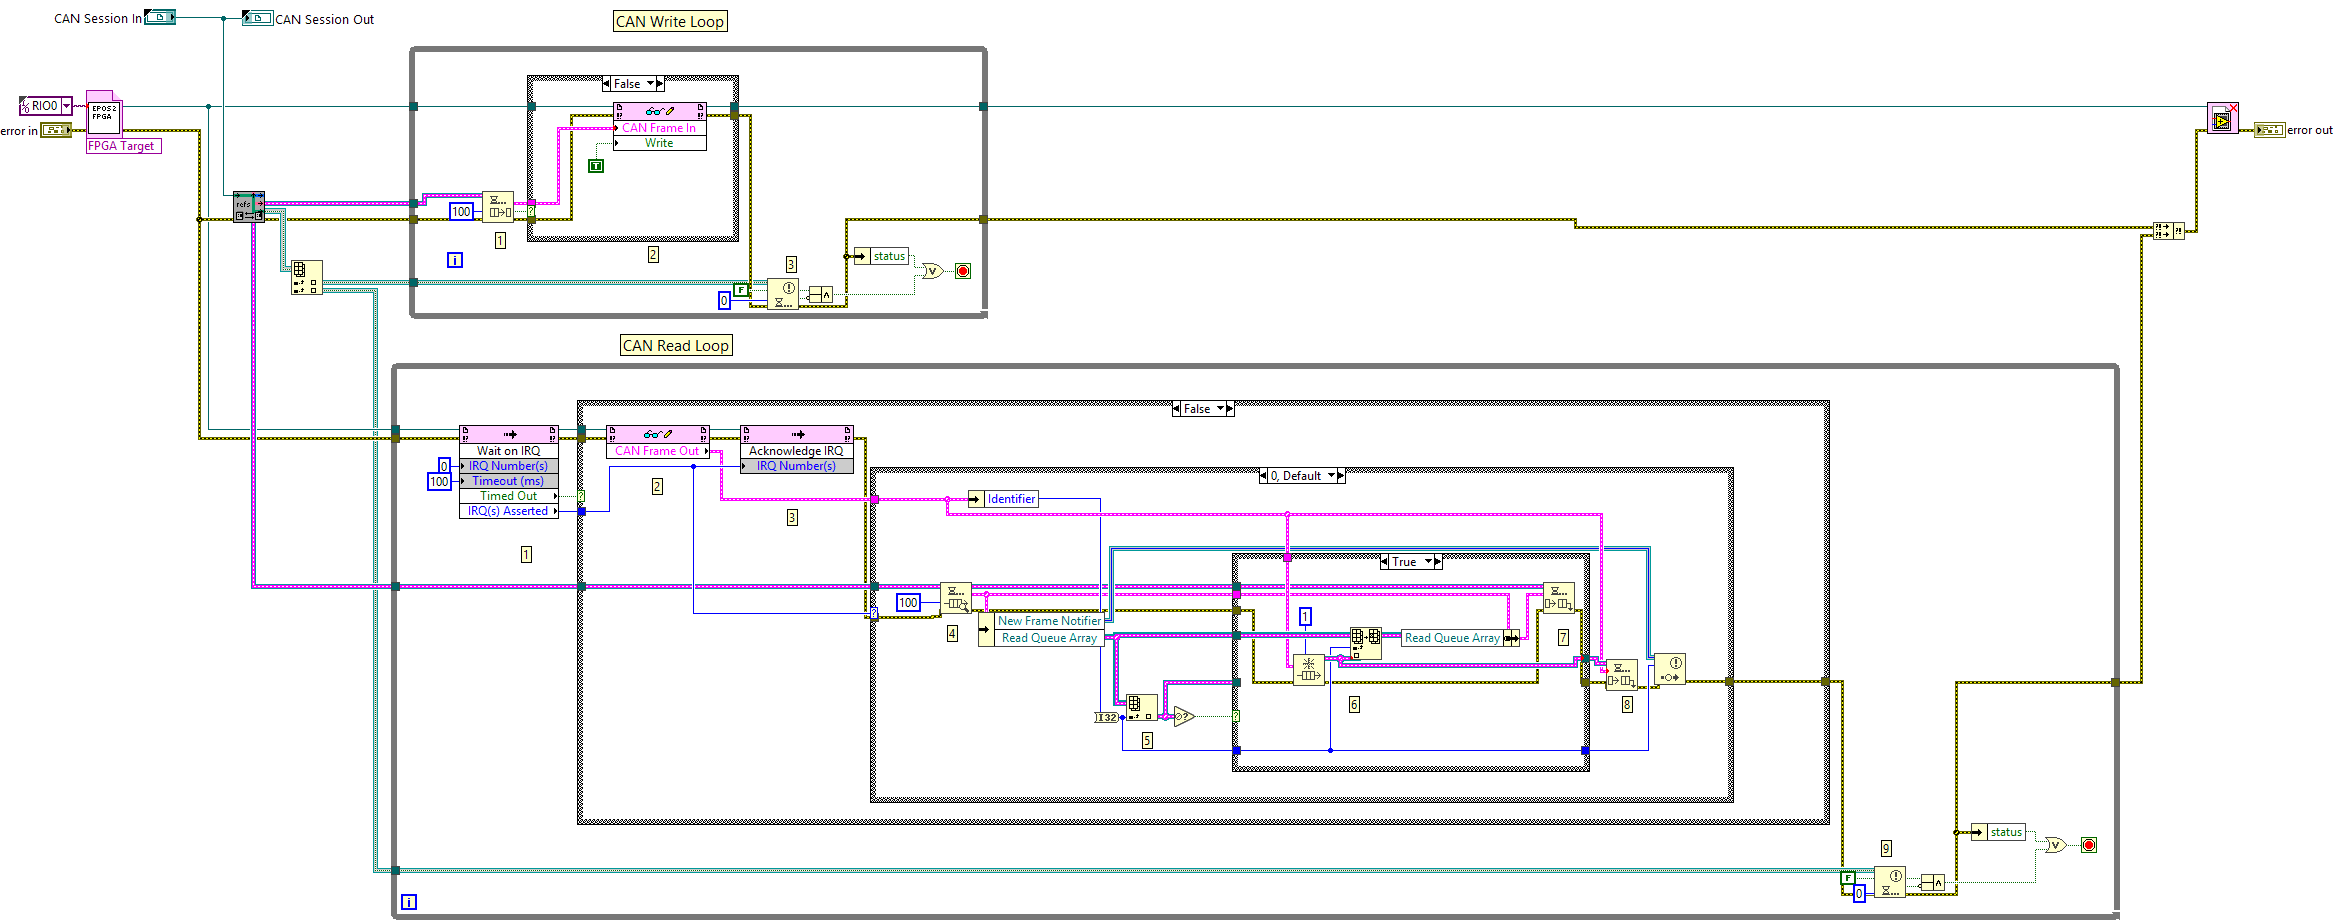 CAN Session In
CAN Session Out
CAN Write Loop
False
RIO0
EPOS2
FPGA
error in
FPGA Target
CAN Frame In
Write
T
error out
refs
100
1
2
i
3
status
F
0
CAN Read Loop
False
Wait on IRQ
CAN Frame Out
Acknowledge IRQ
0
IRQ Number(s)
IRQ Number(s)
100
Timeout (ms)
Timed Out
IRQ(s) Asserted
2
3
1
0, Default
Identifier
True
100
4
New Frame Notifier
Read Queue Array
1
Read Queue Array
7
6
8
I32
5
status
9
F
0
i